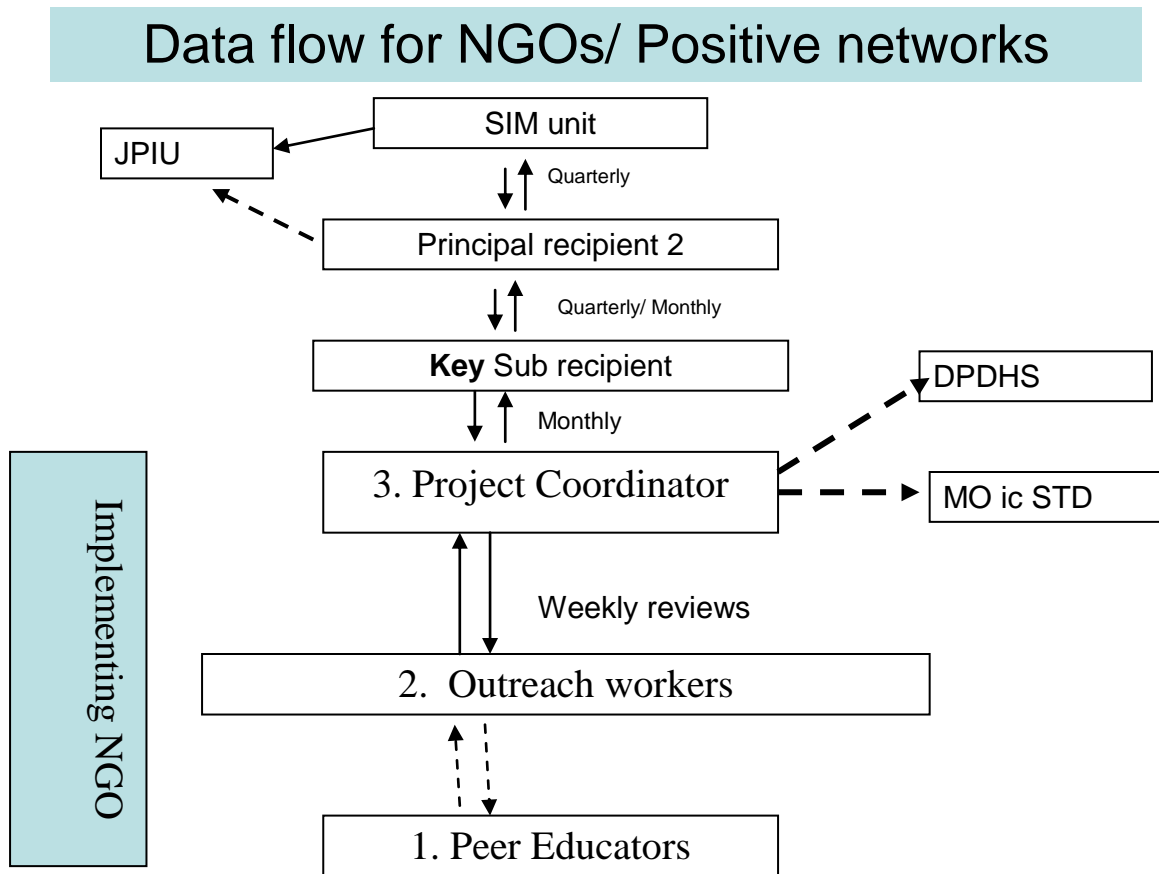 Data flow for NGOs/ Positive networks
SIM unit
JPIU
Quarterly
Principal recipient 2
Quarterly/ Monthly
Key Sub recipient
DPDHS
Monthly
3. Project Coordinator
MO ic STD
Implementing NGO
Weekly reviews
2. Outreach workers
1. Peer Educators